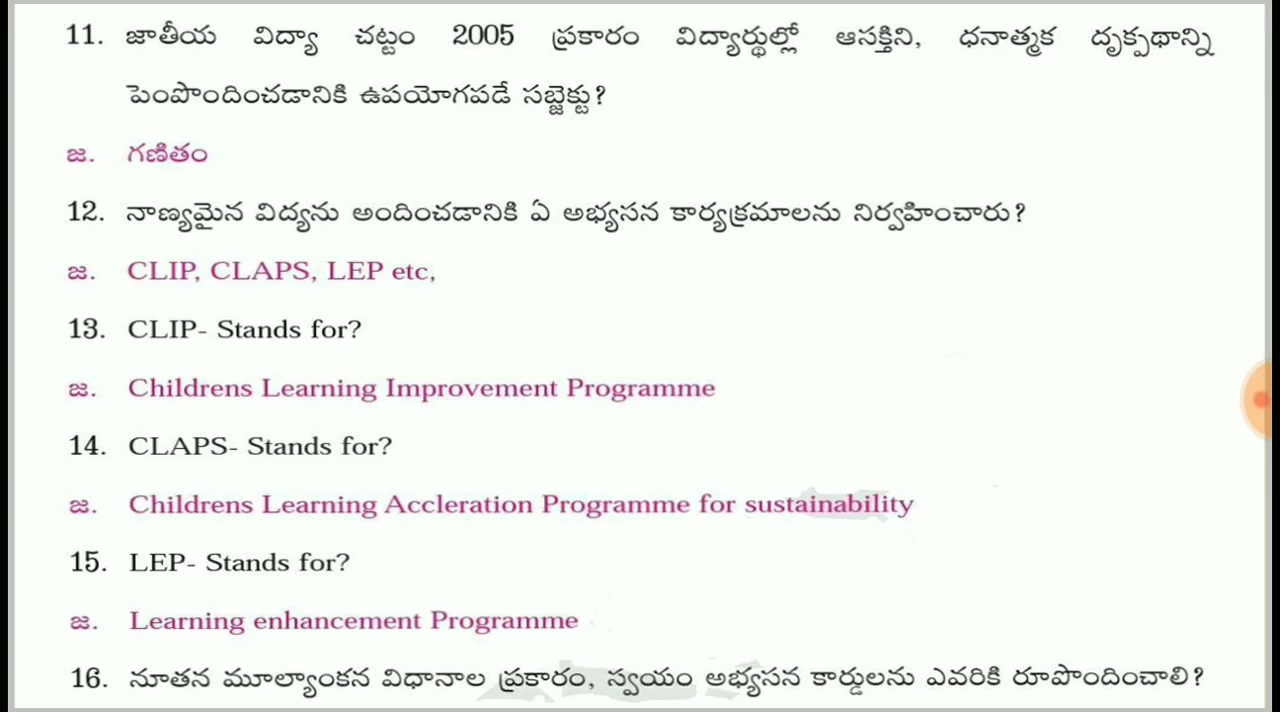 11. జాతీయ విద్యా చట్టం 2005 ప్రకారం విద్యార్థుల్లో ఆసక్తిని, ధనాత్మక దృక్పథాన్ని
పెంపొందించడానికి ఉపయోగపడే సబ్జెక్టు?
జ. గణితం
12. నాణ్యమైన విద్యను అందించడానికి ఏ అభ్యసన కార్యక్రమాలను నిర్వహించారు?
జ. CLIP, CLAPS, LEP etc,
13. CLIP- Stands for?
జ. Childrens Learning Improvement Programme
14. CLAPS- Stands for?
జ. Childrens Learning Accleration Programme for sustainability
15. LEP- Stands for?
జ. Learning enhancement Programme
16. నూతన మూల్యాంకన విధానాల ప్రకారం, స్వయం అభ్యసన కార్డులను ఎవరికి రూపొందించాలి?